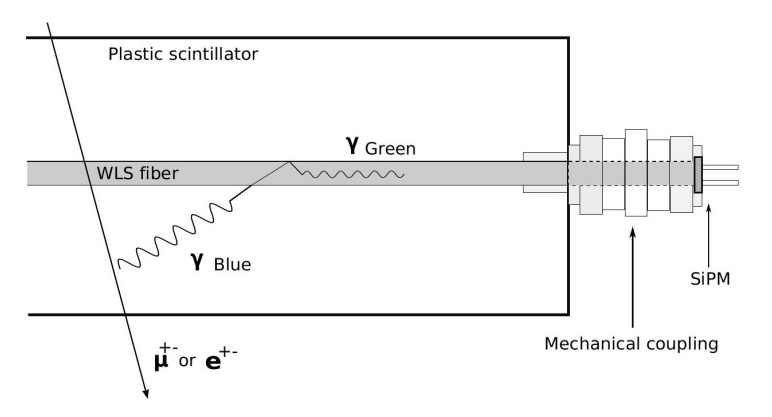 Plastic scintillator
γ Green
WLS fiber
γ Blue
SiPM
Mechanical coupling
μ+- or e+-